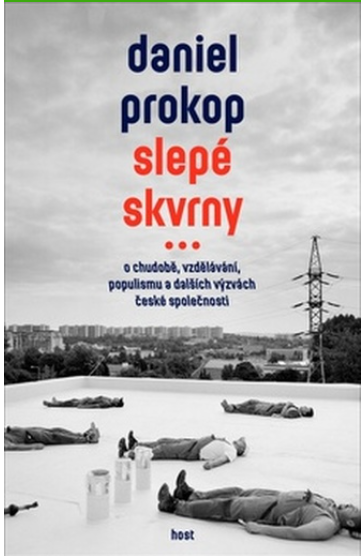 daniel
prokop
slepé
skvrny
•••
o chudobě, vzdělávání,
populismu a dalších výzvách
české společnosti
host